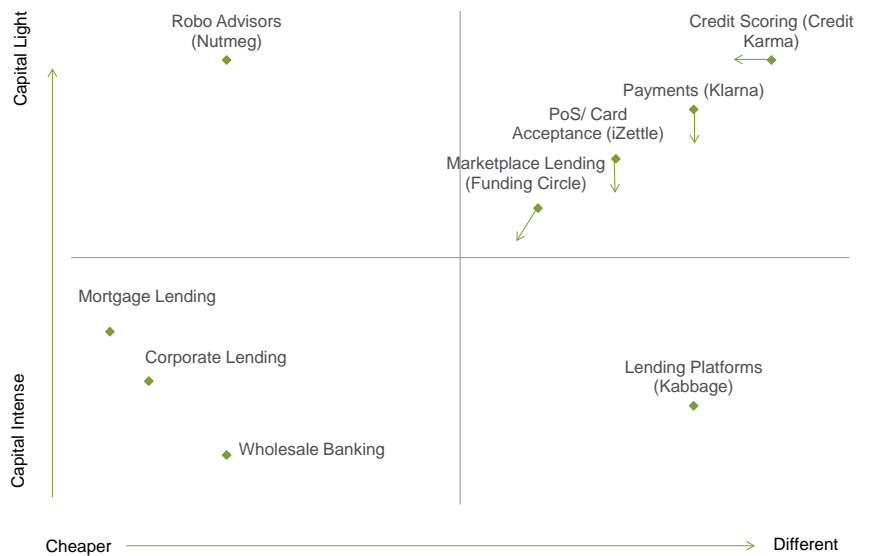 Capital Light
Robo Advisors
(Nutmeg)
Credit Scoring (Credit
Karma)
Payments (Klarna)
PoS/ Card
Acceptance (iZettle)
Marketplace Lending
(Funding Circle)
Mortgage Lending
Corporate Lending
Lending Platforms
(Kabbage)
Capital Intense
Wholesale Banking
Cheaper
Different